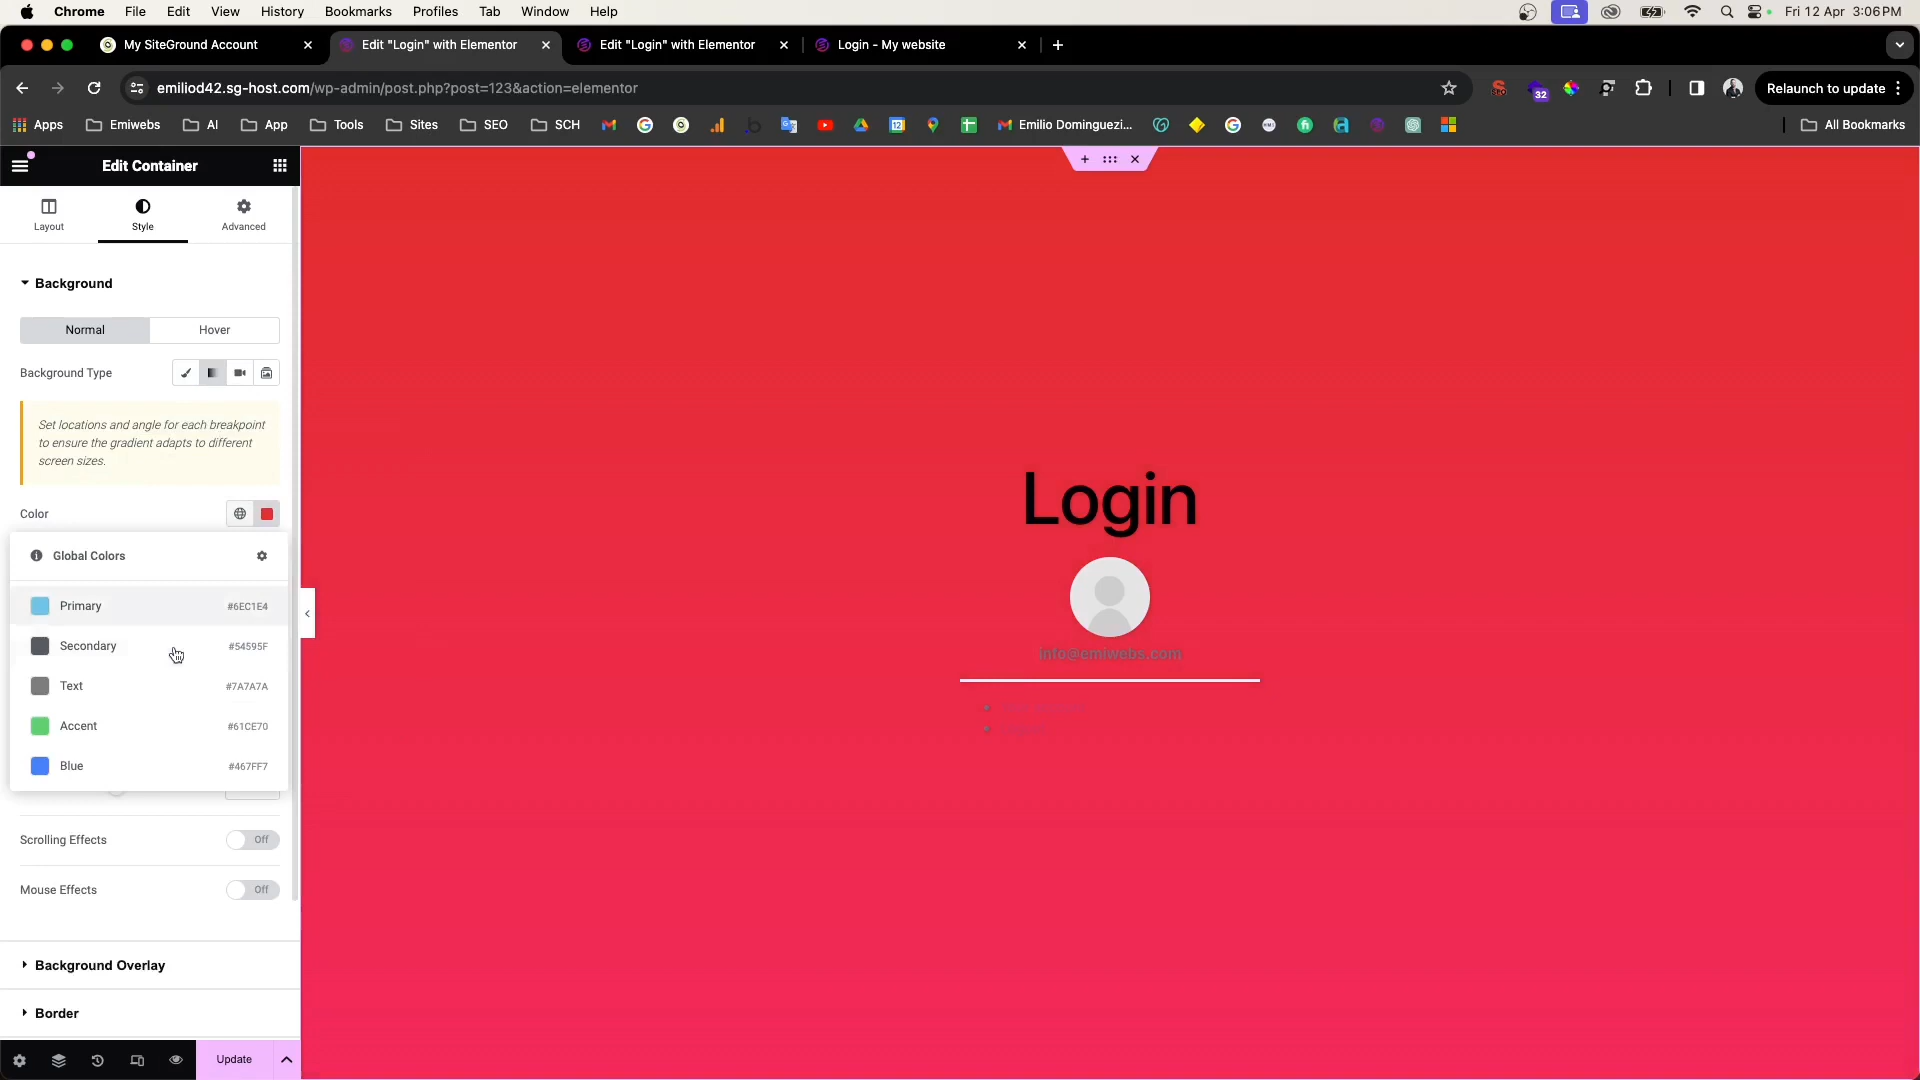 Chrome File Edit View History Bookmarks Profiles Tab Window Help Fri 12 Apr 3:06 PM
My SiteGround Account Edit "Login" with Elementor Edit "Login" with Elementor Login - My website
emiliod42.sg-host.com/wp-admin/post.php?post=123&action=elementor 32 Relaunch to update
Apps Emiwebs AI App Tools Sites SEO SCH 12 Emilio Dominguezi... All Bookmarks
Edit Container
Layout Style Advanced
Background
Normal Hover
Background Type
Set locations and angle for each breakpoint
to ensure the gradient adapts to different
screen sizes.
Color
Global Colors
Primary #6EC1E4
Secondary #54595F
Text #7A7A7A
Accent #61CE70
Blue #467FF7
Scrolling Effects Off
Mouse Effects Off
Background Overlay
Border
Update
Login
info@emiwebs.com